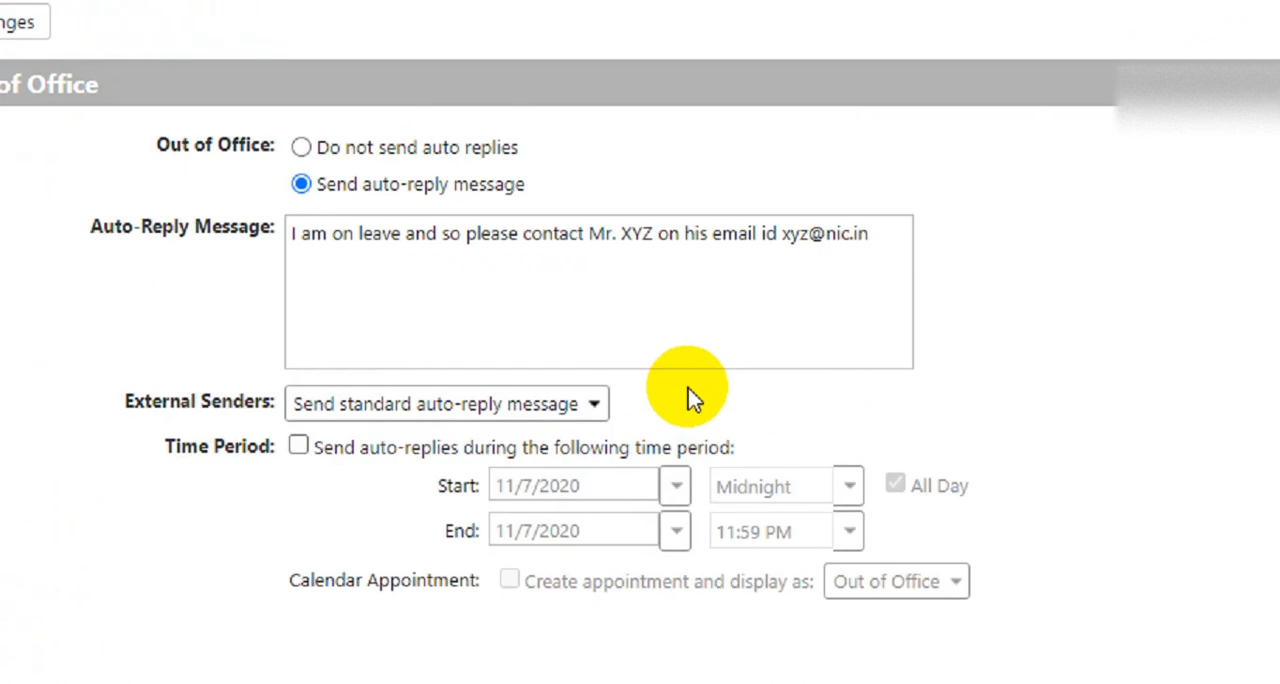 nges
of Office
Out of Office: Do not send auto replies
Send auto-reply message
Auto-Reply Message: I am on leave and so please contact Mr. XYZ on his email id xyz@nic.in
External Senders: Send standard auto-reply message
Time Period: Send auto-replies during the following time period:
Start: 11/7/2020 Midnight All Day
End: 11/7/2020 11:59 PM
Calendar Appointment: Create appointment and display as: Out of Office